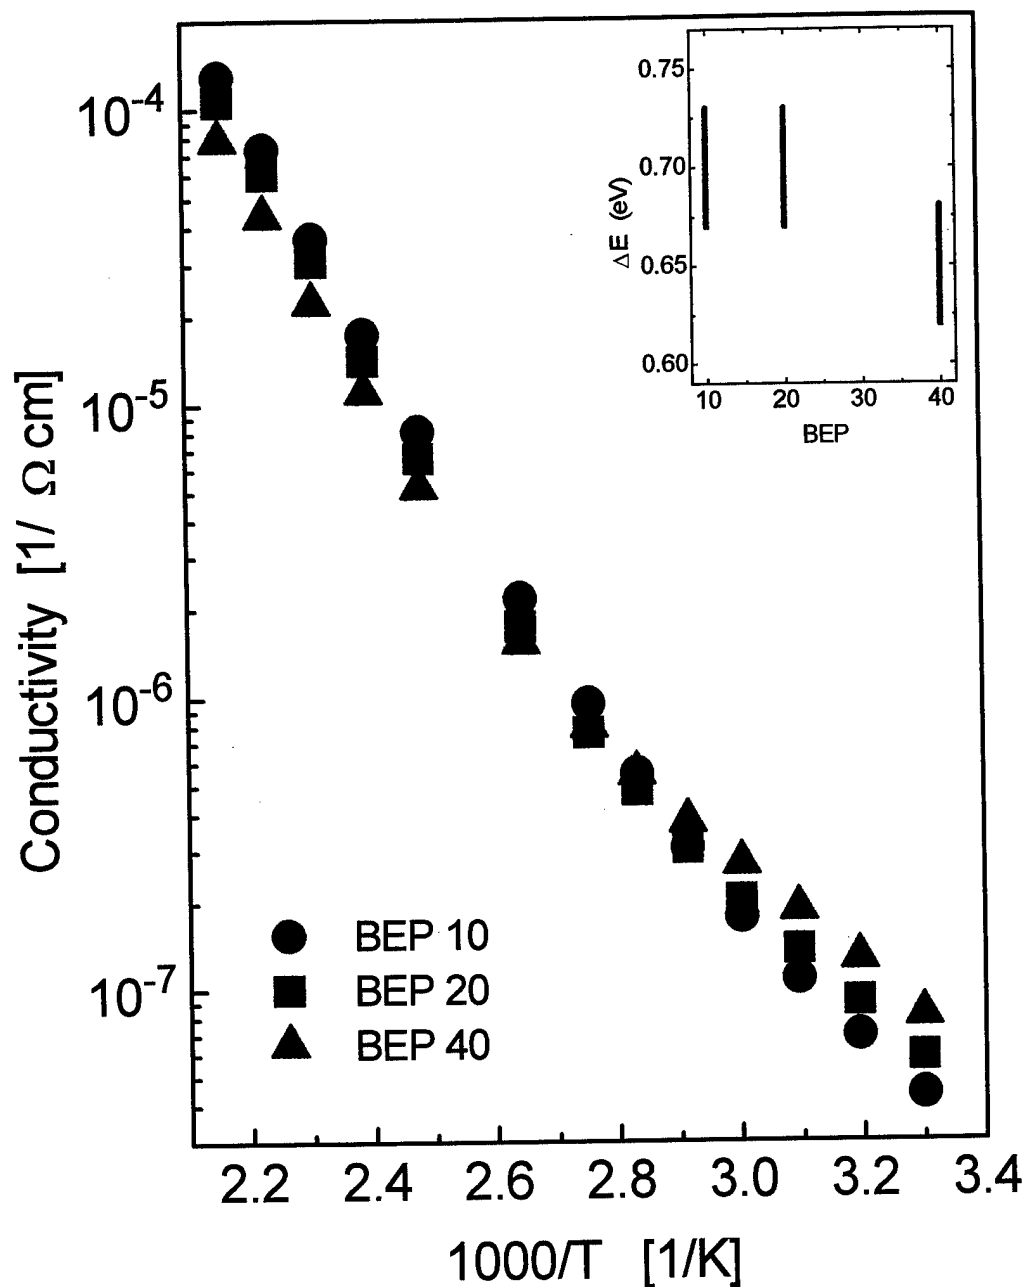 Conductivity [1/ Ω cm]
10-4
10-5
10-6
10-7
2.2 2.4 2.6 2.8 3.0 3.2 3.4
1000/T [1/K]
BEP 10
BEP 20
BEP 40
ΔE (eV)
0.75
0.70
0.65
0.60
10 20 30 40
BEP